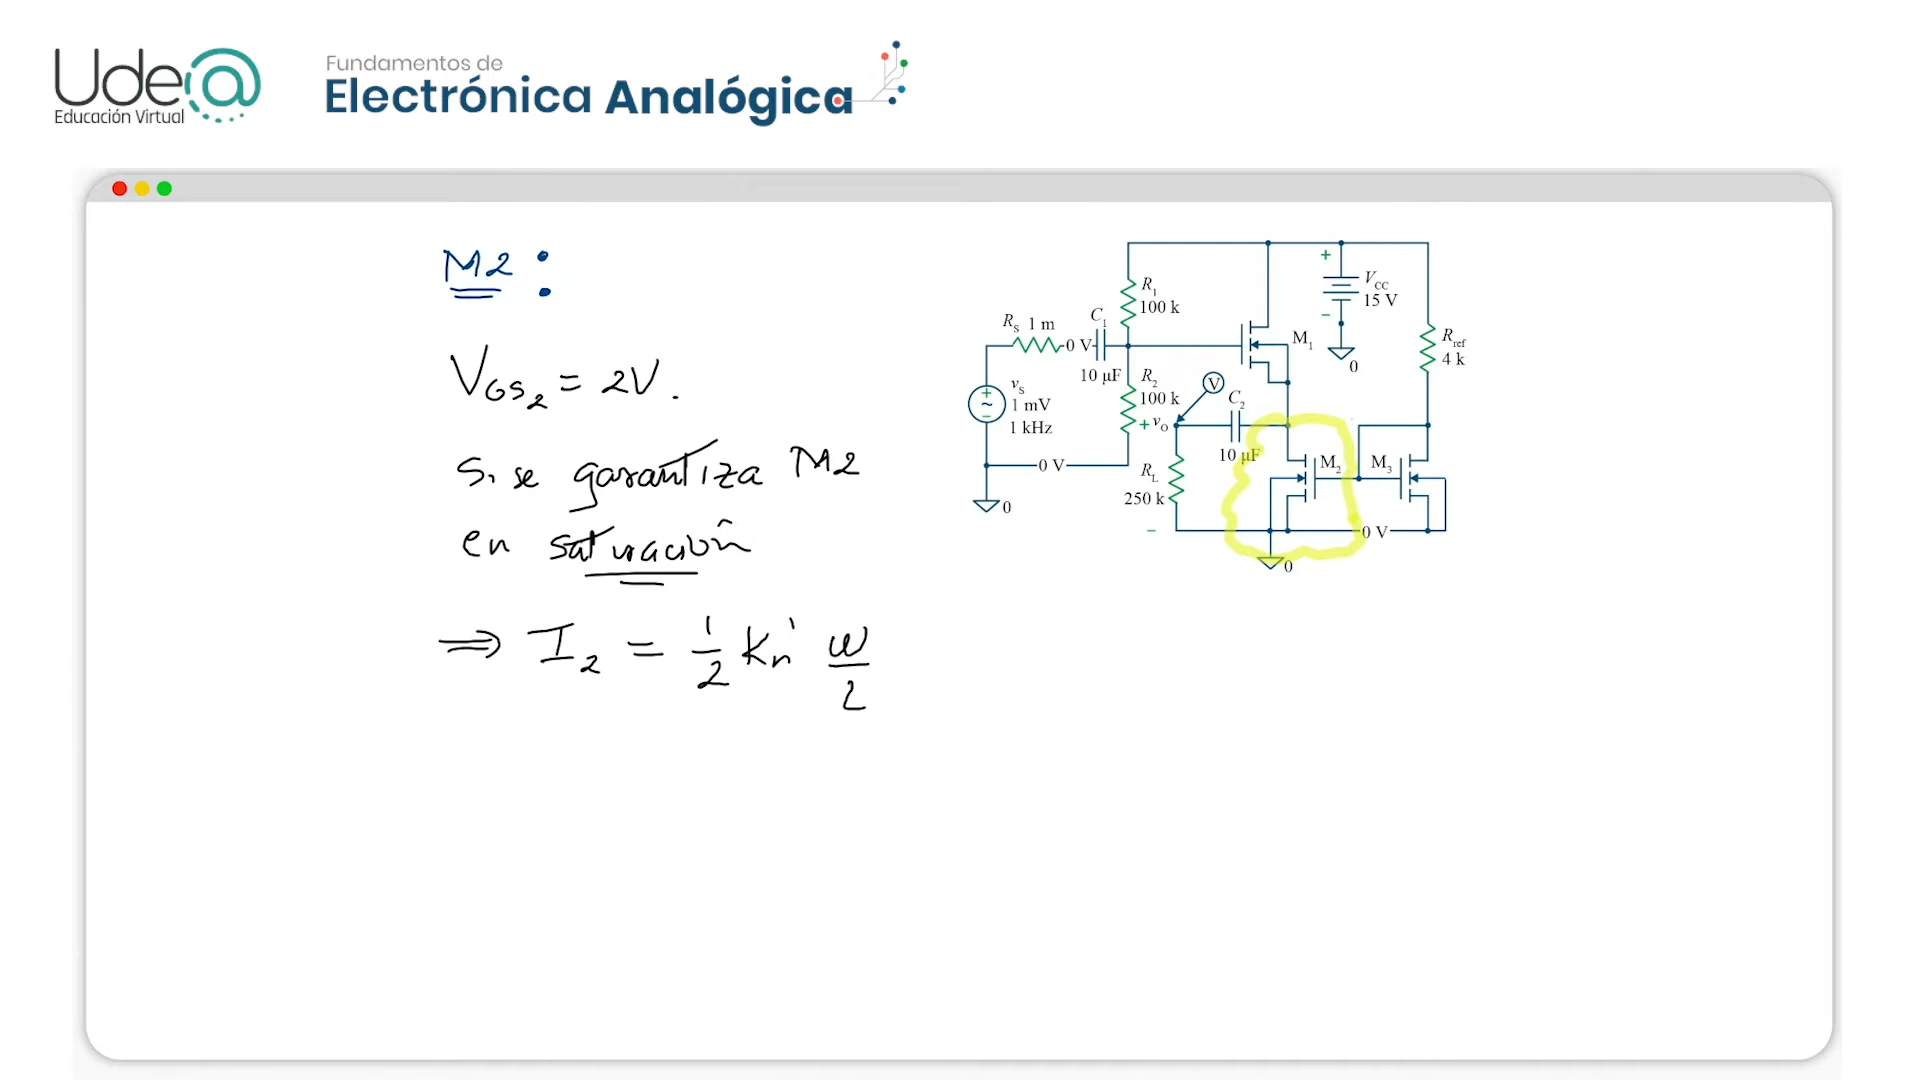 Ude@
Educación Virtual
Fundamentos de
Electrónica Analógica
M2 :
VGS2 = 2V.
Si se garantiza M2
en saturación
⇒ I2 = 1/2 Kn' W/L
R1
100 k
VCC
15 V
+
−
0
M1
Rref
4 k
Rs 1 m
0 V
C1
10 µF
R2
100 k
vs
1 mV
1 kHz
+
~
−
0 V
0
V
C2
10 µF
+ vO
RL
250 k
−
M2
M3
0 V
0